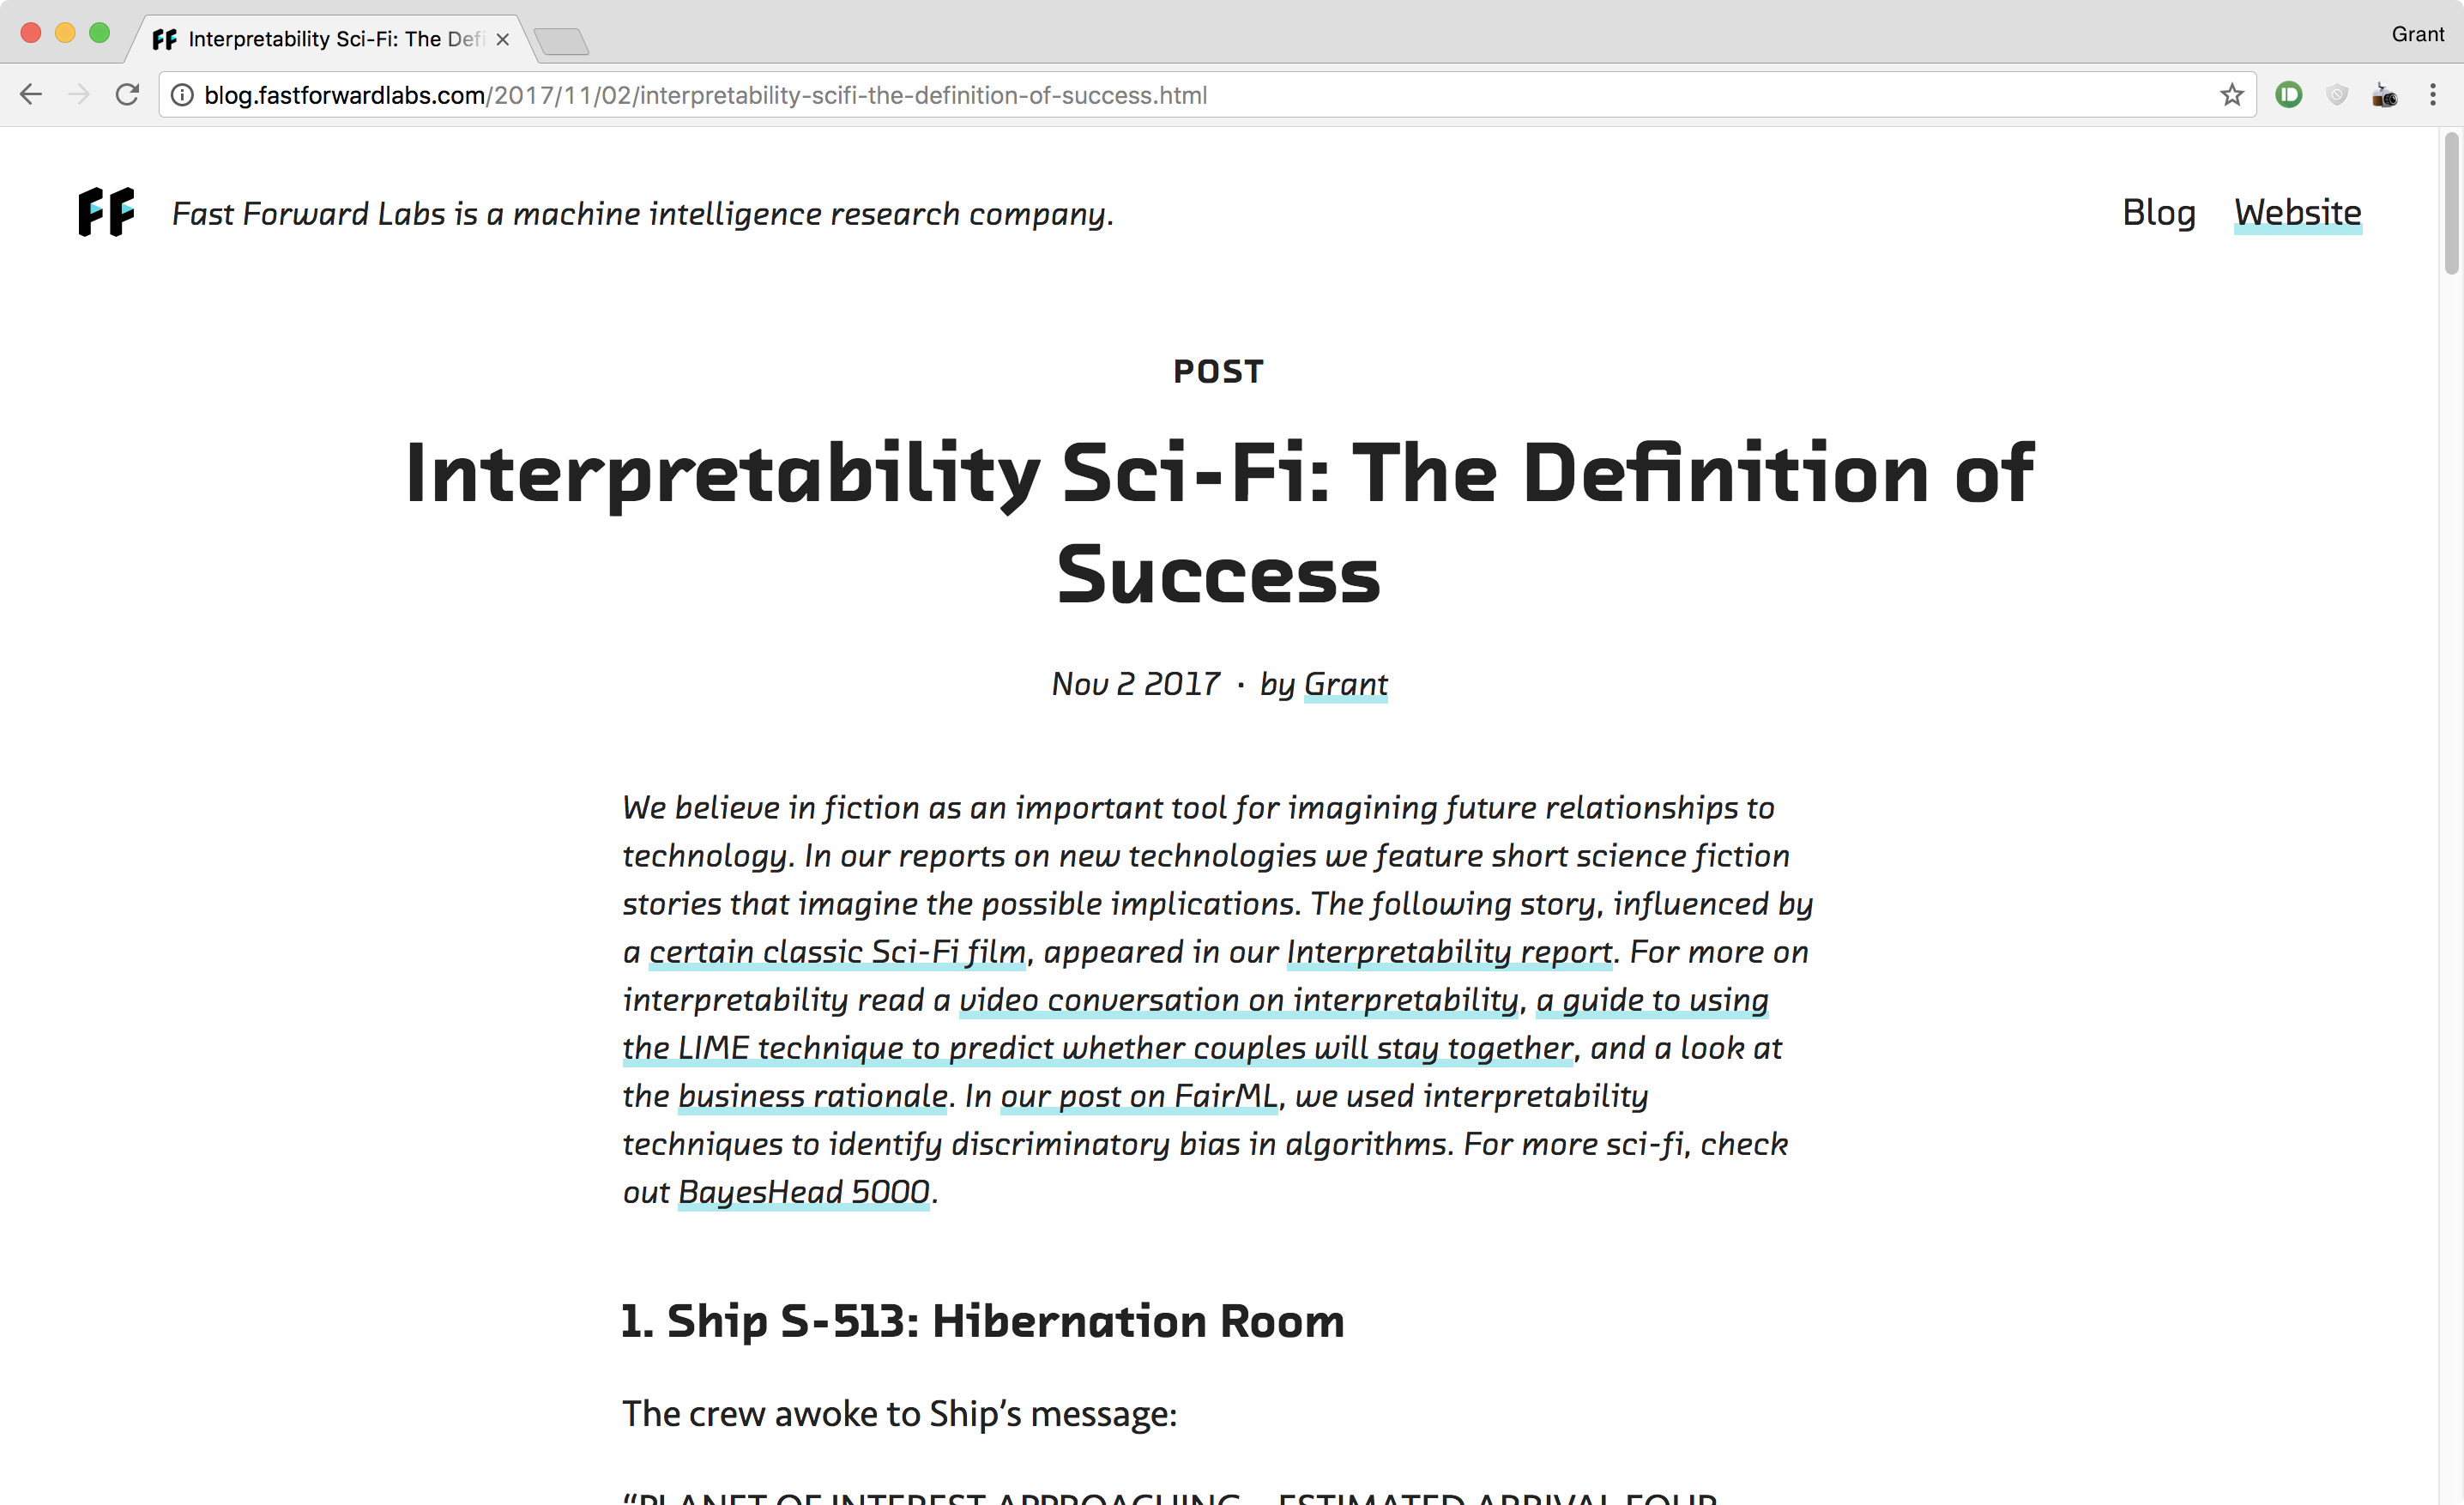 Interpretability Sci-Fi: The Defi
Grant
blog.fastforwardlabs.com/2017/11/02/interpretability-scifi-the-definition-of-success.html
FF Fast Forward Labs is a machine intelligence research company.
Blog Website
POST
Interpretability Sci-Fi: The Definition of
Success
Nov 2 2017 · by Grant
We believe in fiction as an important tool for imagining future relationships to
technology. In our reports on new technologies we feature short science fiction
stories that imagine the possible implications. The following story, influenced by
a certain classic Sci-Fi film, appeared in our Interpretability report. For more on
interpretability read a video conversation on interpretability, a guide to using
the LIME technique to predict whether couples will stay together, and a look at
the business rationale. In our post on FairML, we used interpretability
techniques to identify discriminatory bias in algorithms. For more sci-fi, check
out BayesHead 5000.
1. Ship S-513: Hibernation Room
The crew awoke to Ship’s message:
“PLANET OF INTEREST APPROACHING – ESTIMATED ARRIVAL FOUR